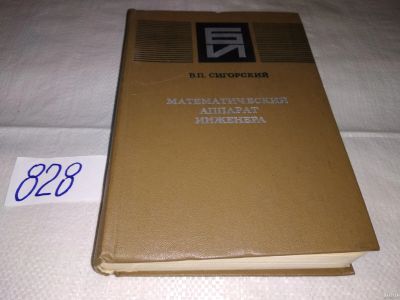 БИ
В.П. СИГОРСКИЙ
МАТЕМАТИЧЕСКИЙ
АППАРАТ
ИНЖЕНЕРА
828